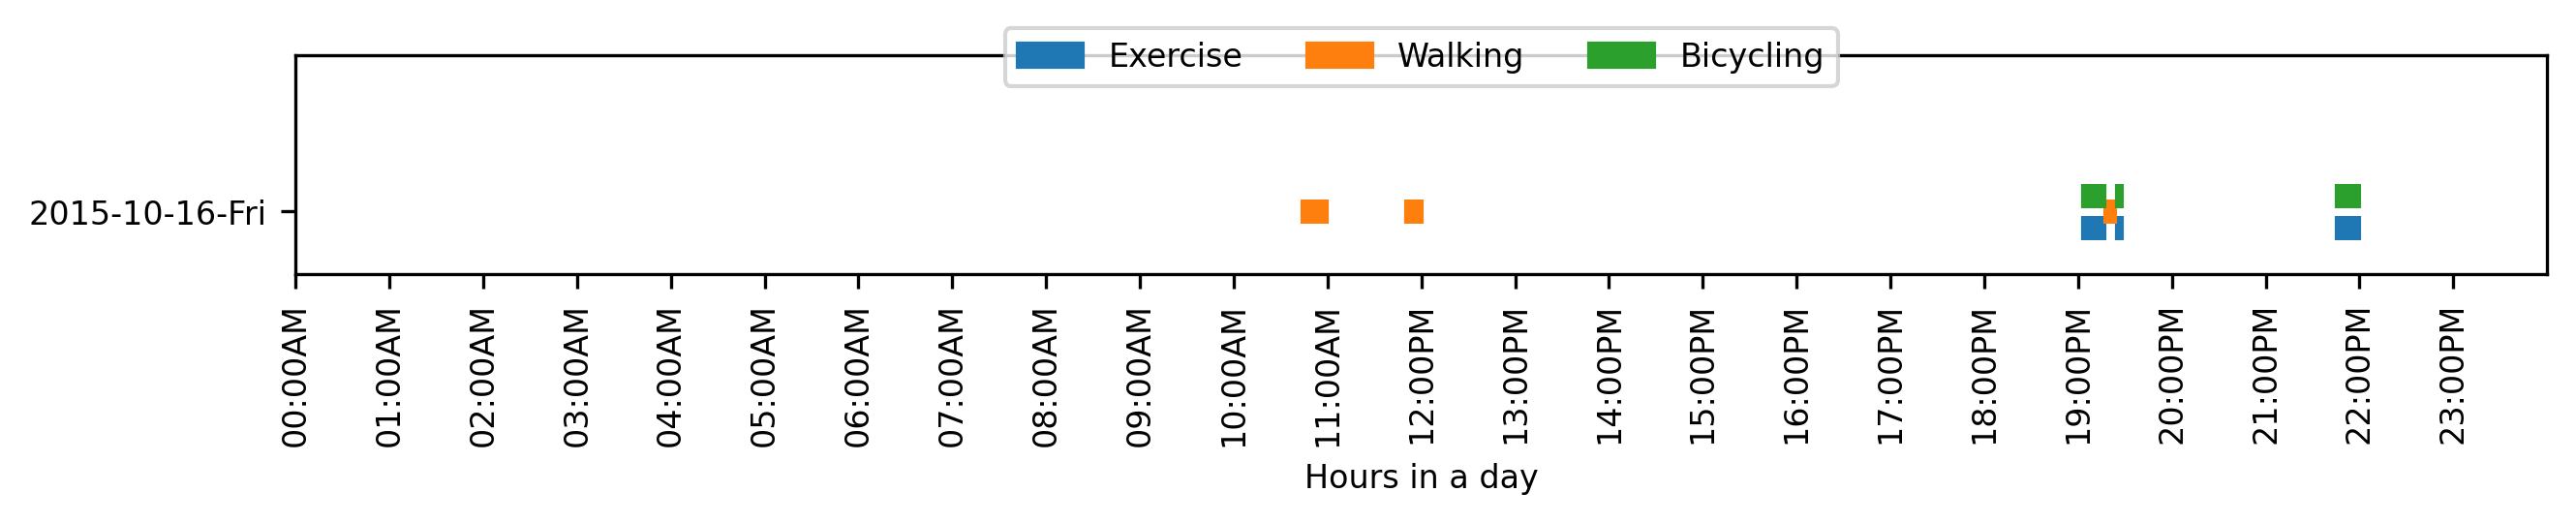 Exercise Walking Bicycling
2015-10-16-Fri
00:00AM
01:00AM
02:00AM
03:00AM
04:00AM
05:00AM
06:00AM
07:00AM
08:00AM
09:00AM
10:00AM
11:00AM
12:00PM
13:00PM
14:00PM
15:00PM
16:00PM
17:00PM
18:00PM
19:00PM
20:00PM
21:00PM
22:00PM
23:00PM
Hours in a day